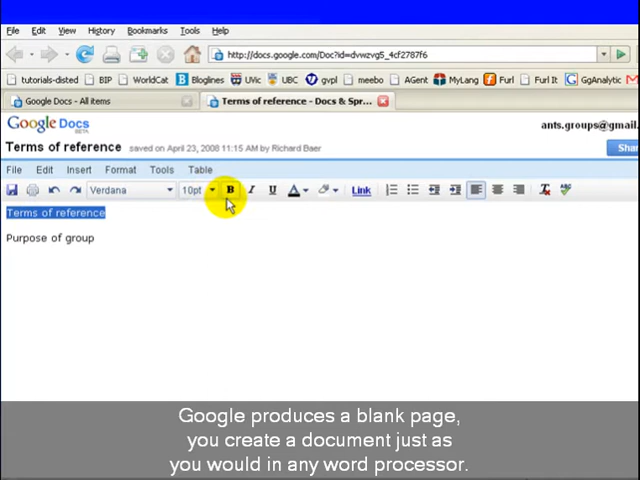 File Edit View History Bookmarks Tools Help
http://docs.google.com/Doc?id=dvwzvg5_4cf2787f6
tutorials-disted BIP WorldCat Bloglines UVic UBC gvpl meebo AGent MyLang Furl Furl It GgAnalytic
Google Docs - All items Terms of reference - Docs & Spr...
Google Docs ants.groups@gmail.
BETA
Terms of reference saved on April 23, 2008 11:15 AM by Richard Baer Shar
File Edit Insert Format Tools Table
Verdana 10pt B I U A Link
Terms of reference
Purpose of group
Google produces a blank page,
you create a document just as
you would in any word processor.